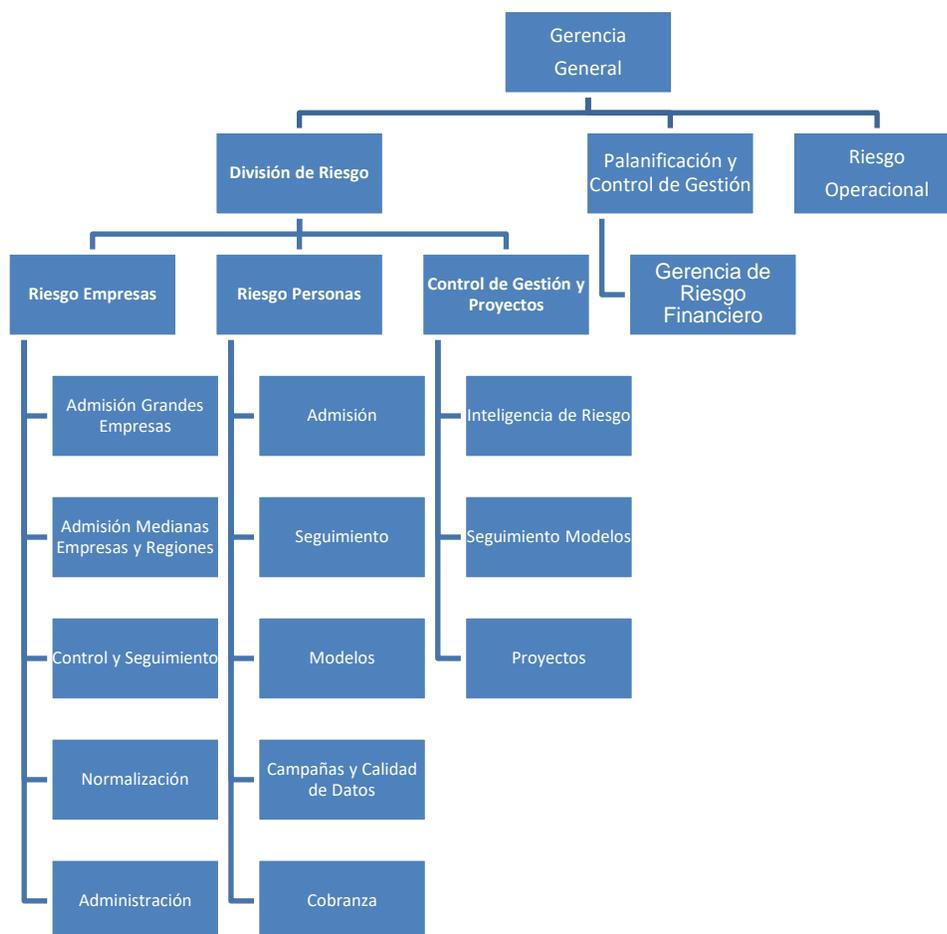 Gerencia
General
División de Riesgo
Palanificación y
Control de Gestión
Riesgo
Operacional
Riesgo Empresas
Riesgo Personas
Control de Gestión y
Proyectos
Gerencia de
Riesgo
Financiero
Admisión Grandes
Empresas
Admisión
Inteligencia de Riesgo
Admisión Medianas
Empresas y Regiones
Seguimiento
Seguimiento Modelos
Control y Seguimiento
Modelos
Proyectos
Normalización
Campañas y Calidad
de Datos
Administración
Cobranza